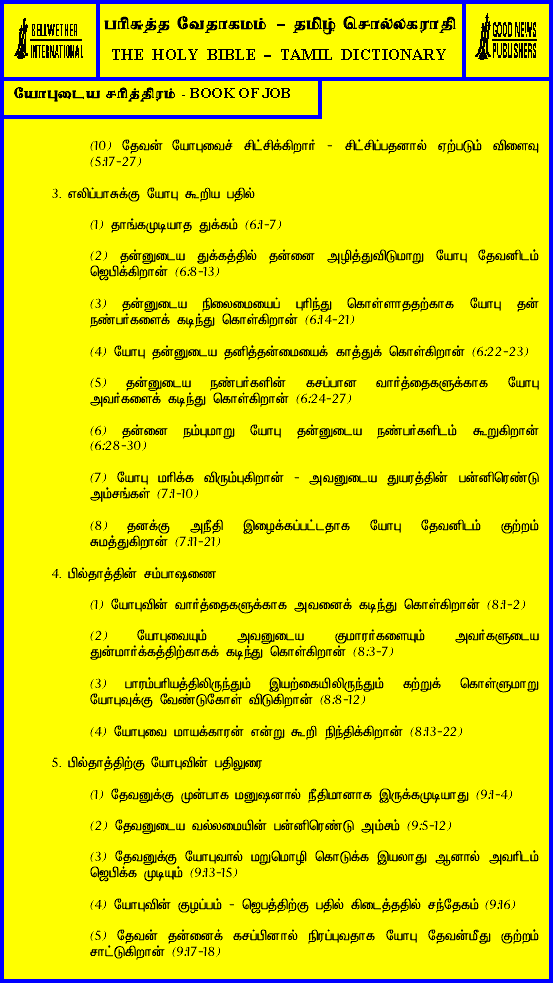 BELLWETHER
INTERNATIONAL
பரிசுத்த வேதாகமம் – தமிழ் சொல்லகராதி
THE HOLY BIBLE – TAMIL DICTIONARY
GOOD NEWS
PUBLISHERS
யோபுடைய சரித்திரம் - BOOK OF JOB
(10) தேவன் யோபுவைச் சிட்சிக்கிறார் - சிட்சிப்பதனால் ஏற்படும் விளைவு
(5:17-27)
3. எலிப்பாசுக்கு யோபு கூறிய பதில்
(1) தாங்கமுடியாத துக்கம் (6:1-7)
(2) தன்னுடைய துக்கத்தில் தன்னை அழித்துவிடுமாறு யோபு தேவனிடம்
ஜெபிக்கிறான் (6:8-13)
(3) தன்னுடைய நிலைமையைப் புரிந்து கொள்ளாததற்காக யோபு தன்
நண்பர்களைக் கடிந்து கொள்கிறான் (6:14-21)
(4) யோபு தன்னுடைய தனித்தன்மையைக் காத்துக் கொள்கிறான் (6:22-23)
(5) தன்னுடைய நண்பர்களின் கசப்பான வார்த்தைகளுக்காக யோபு
அவர்களைக் கடிந்து கொள்கிறான் (6:24-27)
(6) தன்னை நம்புமாறு யோபு தன்னுடைய நண்பர்களிடம் கூறுகிறான்
(6:28-30)
(7) யோபு மரிக்க விரும்புகிறான் - அவனுடைய துயரத்தின் பன்னிரெண்டு
அம்சங்கள் (7:1-10)
(8) தனக்கு அநீதி இழைக்கப்பட்டதாக யோபு தேவனிடம் குற்றம்
சுமத்துகிறான் (7:11-21)
4. பில்தாத்தின் சம்பாஷணை
(1) யோபுவின் வார்த்தைகளுக்காக அவனைக் கடிந்து கொள்கிறான் (8:1-2)
(2) யோபுவையும் அவனுடைய குமாரர்களையும் அவர்களுடைய
துன்மார்க்கத்திற்காகக் கடிந்து கொள்கிறான் (8:3-7)
(3) பாரம்பரியத்திலிருந்தும் இயற்கையிலிருந்தும் கற்றுக் கொள்ளுமாறு
யோபுவுக்கு வேண்டுகோள் விடுகிறான் (8:8-12)
(4) யோபுவை மாயக்காரன் என்று கூறி நிந்திக்கிறான் (8:13-22)
5. பில்தாத்திற்கு யோபுவின் பதிலுரை
(1) தேவனுக்கு முன்பாக மனுஷனால் நீதிமானாக இருக்கமுடியாது (9:1-4)
(2) தேவனுடைய வல்லமையின் பன்னிரெண்டு அம்சம் (9:5-12)
(3) தேவனுக்கு யோபுவால் மறுமொழி கொடுக்க இயலாது ஆனால் அவரிடம்
ஜெபிக்க முடியும் (9:13-15)
(4) யோபுவின் குழப்பம் - ஜெபத்திற்கு பதில் கிடைத்ததில் சந்தேகம் (9:16)
(5) தேவன் தன்னைக் கசப்பினால் நிரப்புவதாக யோபு தேவன்மீது குற்றம்
சாட்டுகிறான் (9:17-18)